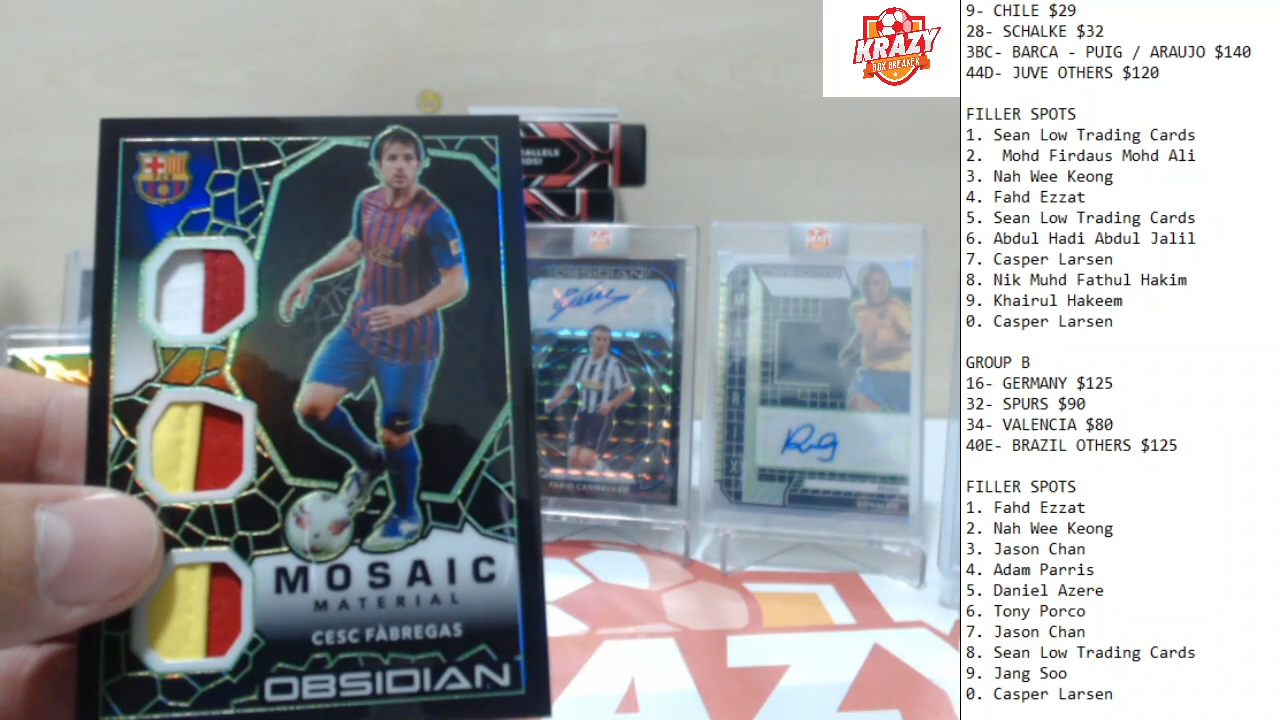 KRAZY
BOX BREAKER
MOSAIC
MATERIAL
CESC FÀBREGAS
OBSIDIAN
OBSIDIAN
FABIO CANNAVARO
KRAZY
9- CHILE $29
28- SCHALKE $32
3BC- BARCA - PUIG / ARAUJO $140
44D- JUVE OTHERS $120
FILLER SPOTS
1. Sean Low Trading Cards
2.  Mohd Firdaus Mohd Ali
3. Nah Wee Keong
4. Fahd Ezzat
5. Sean Low Trading Cards
6. Abdul Hadi Abdul Jalil
7. Casper Larsen
8. Nik Muhd Fathul Hakim
9. Khairul Hakeem
0. Casper Larsen
GROUP B
16- GERMANY $125
32- SPURS $90
34- VALENCIA $80
40E- BRAZIL OTHERS $125
FILLER SPOTS
1. Fahd Ezzat
2. Nah Wee Keong
3. Jason Chan
4. Adam Parris
5. Daniel Azere
6. Tony Porco
7. Jason Chan
8. Sean Low Trading Cards
9. Jang Soo
0. Casper Larsen